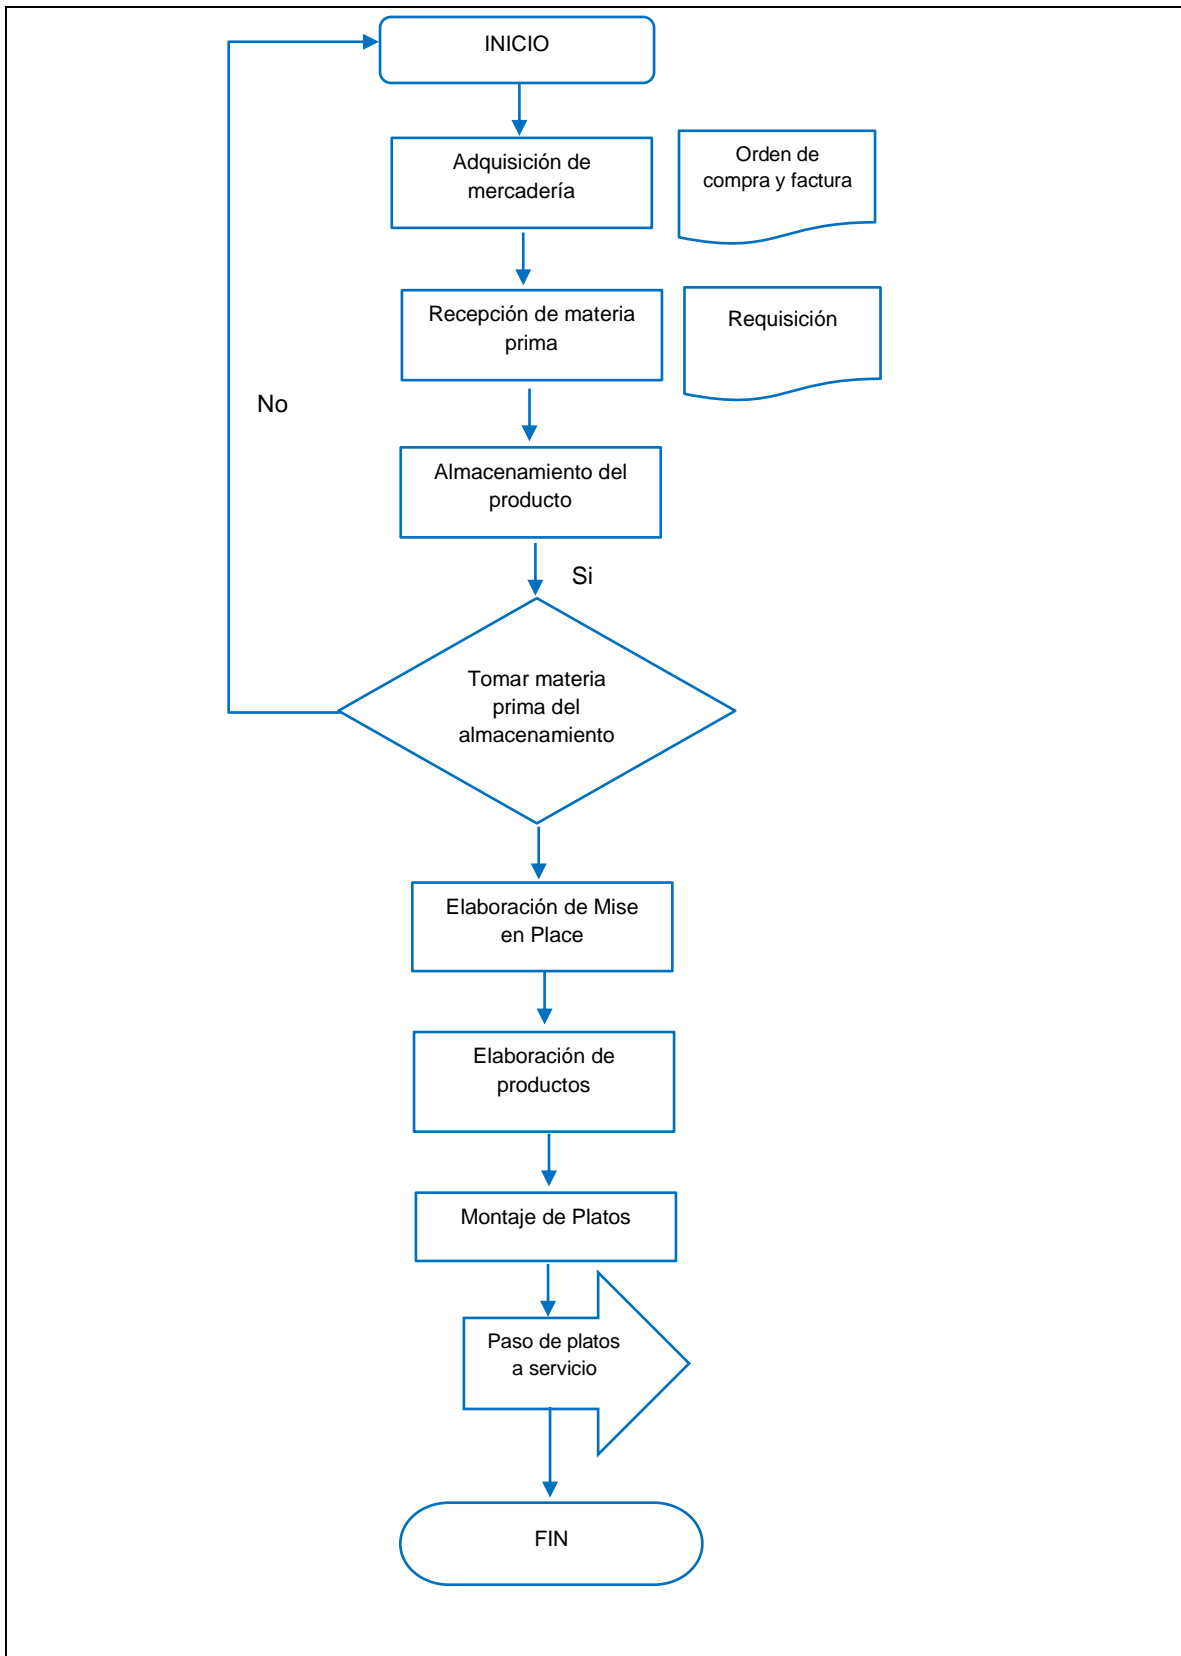 INICIO
Adquisición de
mercadería
Orden de
compra y factura
Recepción de materia
prima
Requisición
No
Almacenamiento del
producto
Si
Tomar materia
prima del
almacenamiento
Elaboración de Mise
en Place
Elaboración de
productos
Montaje de Platos
Paso de platos
a servicio
FIN